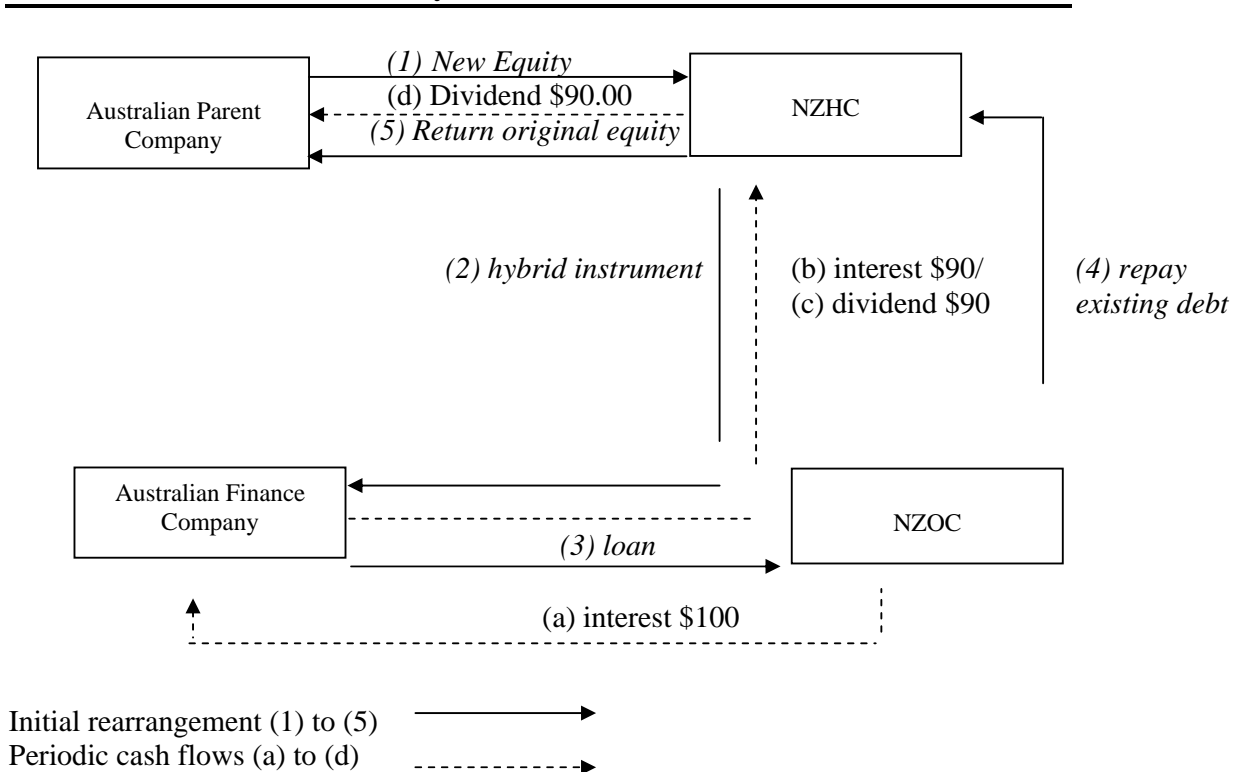 (1) New Equity
(d) Dividend $90.00
(5) Return original equity
Australian Parent
Company
NZHC
(2) hybrid instrument
(b) interest $90/
(c) dividend $90
(4) repay
existing debt
Australian Finance
Company
NZOC
(3) loan
(a) interest $100
Initial rearrangement (1) to (5)
Periodic cash flows (a) to (d)